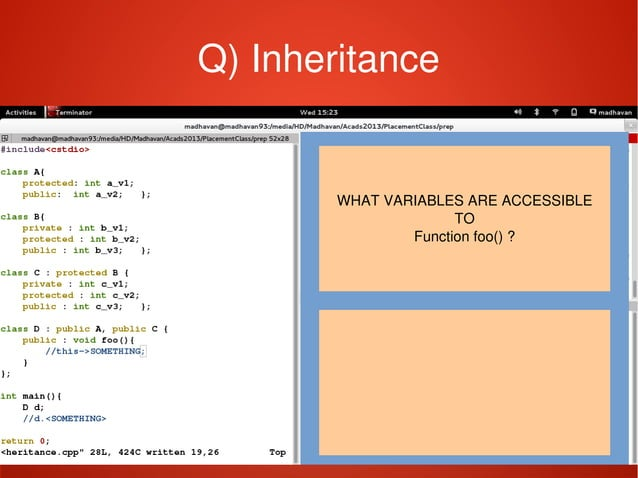 Q) Inheritance
Activities Terminator Wed 15:23 madhavan
madhavan@madhavan93:/media/HD/Madhavan/Acads2013/PlacementClass/prep
madhavan@madhavan93:/media/HD/Madhavan/Acads2013/PlacementClass/prep 52x28
#include<cstdio>
class A{
protected: int a_v1;
public: int a_v2; };
class B{
private : int b_v1;
protected : int b_v2;
public : int b_v3; };
class C : protected B {
private : int c_v1;
protected : int c_v2;
public : int c_v3; };
class D : public A, public C {
public : void foo(){
//this->SOMETHING;
}
};
int main(){
D d;
//d.<SOMETHING>
return 0;
<heritance.cpp" 28L, 424C written 19,26 Top
WHAT VARIABLES ARE ACCESSIBLE
TO
Function foo() ?